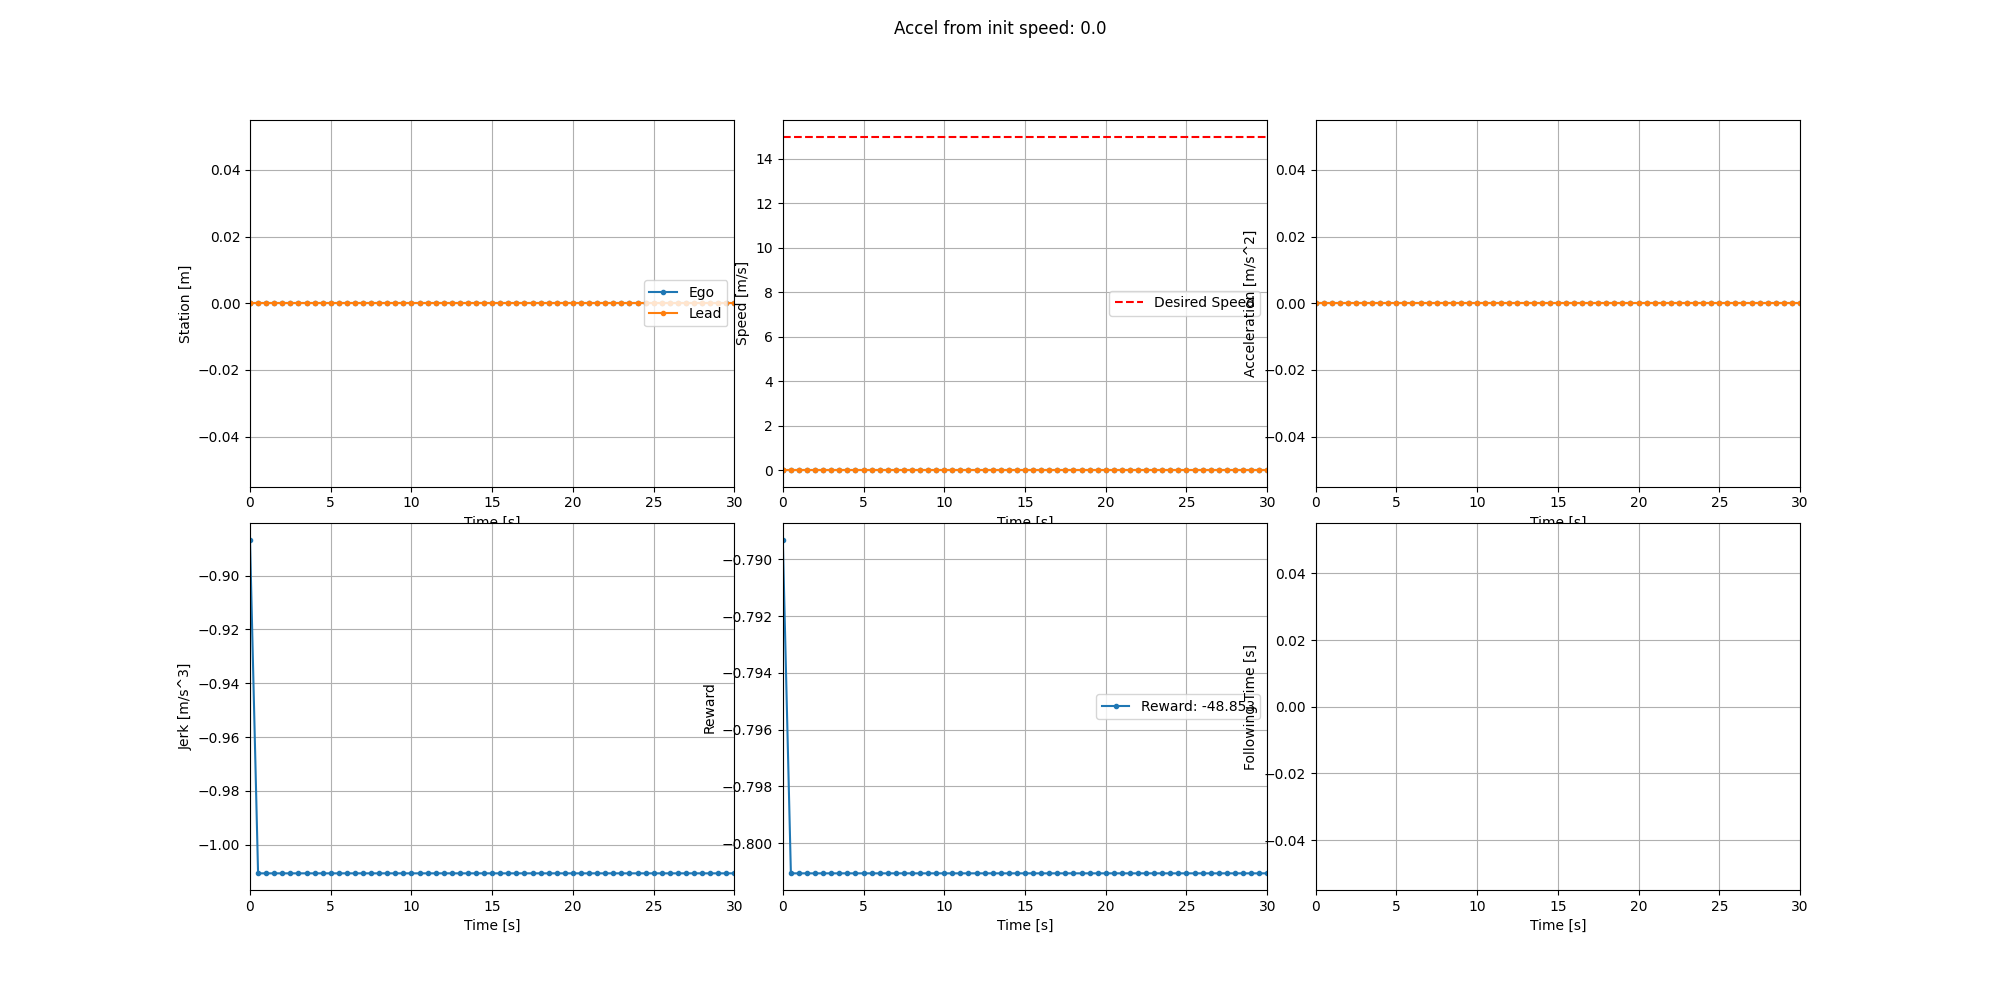 Accel from init speed: 0.0
Station [m]
0.04
0.02
0.00
−0.02
−0.04
0 5 10 15 20 25 30
Time [s]
Ego
Lead
Speed [m/s]
14
12
10
8
6
4
2
0
0 5 10 15 20 25 30
Time [s]
Desired Speed
Acceleration [m/s^2]
0.04
0.02
0.00
−0.02
−0.04
0 5 10 15 20 25 30
Time [s]
Jerk [m/s^3]
−0.90
−0.92
−0.94
−0.96
−0.98
−1.00
0 5 10 15 20 25 30
Time [s]
Reward
−0.790
−0.792
−0.794
−0.796
−0.798
−0.800
0 5 10 15 20 25 30
Time [s]
Reward: -48.853
Following Time [s]
0.04
0.02
0.00
−0.02
−0.04
0 5 10 15 20 25 30
Time [s]